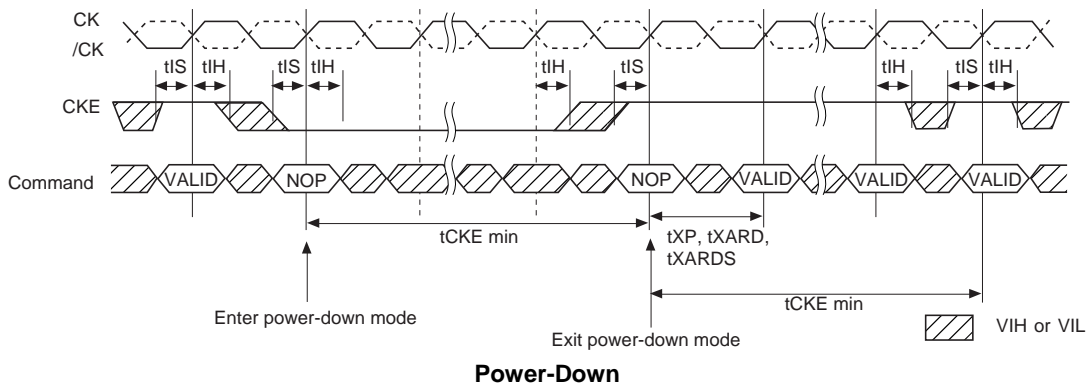 CK
/CK
tIS tIH tIS tIH tIH tIS tIH tIS tIH
CKE
Command VALID NOP NOP VALID VALID VALID
tCKE min
tXP, tXARD,
tXARDS
tCKE min
Enter power-down mode
Exit power-down mode
VIH or VIL
Power-Down